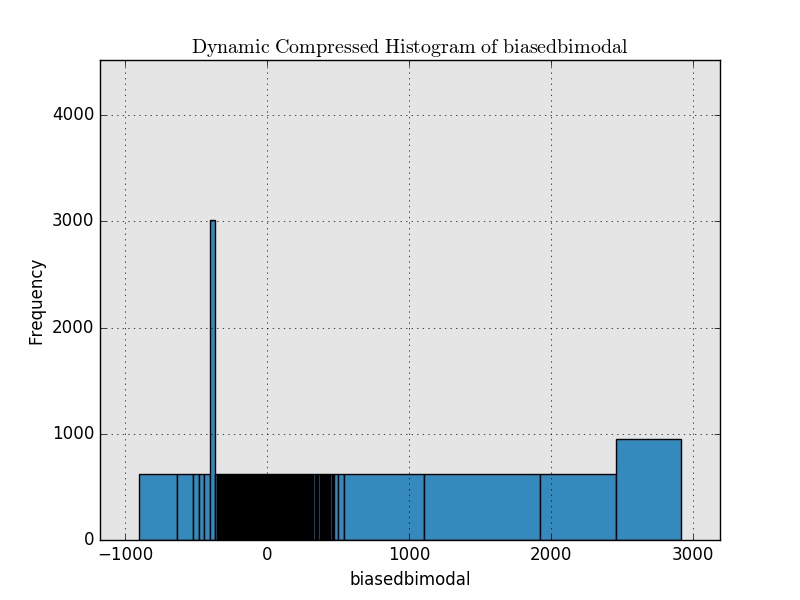 Dynamic Compressed Histogram of biasedbimodal
4000
3000
2000
1000
0
Frequency
−1000 0 1000 2000 3000
biasedbimodal